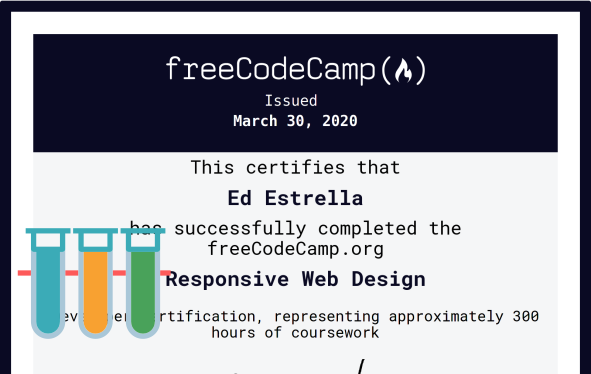 freeCodeCamp(🔥)
Issued
March 30, 2020
This certifies that
Ed Estrella
has successfully completed the
freeCodeCamp.org
Responsive Web Design
certification, representing approximately 300
hours of coursework